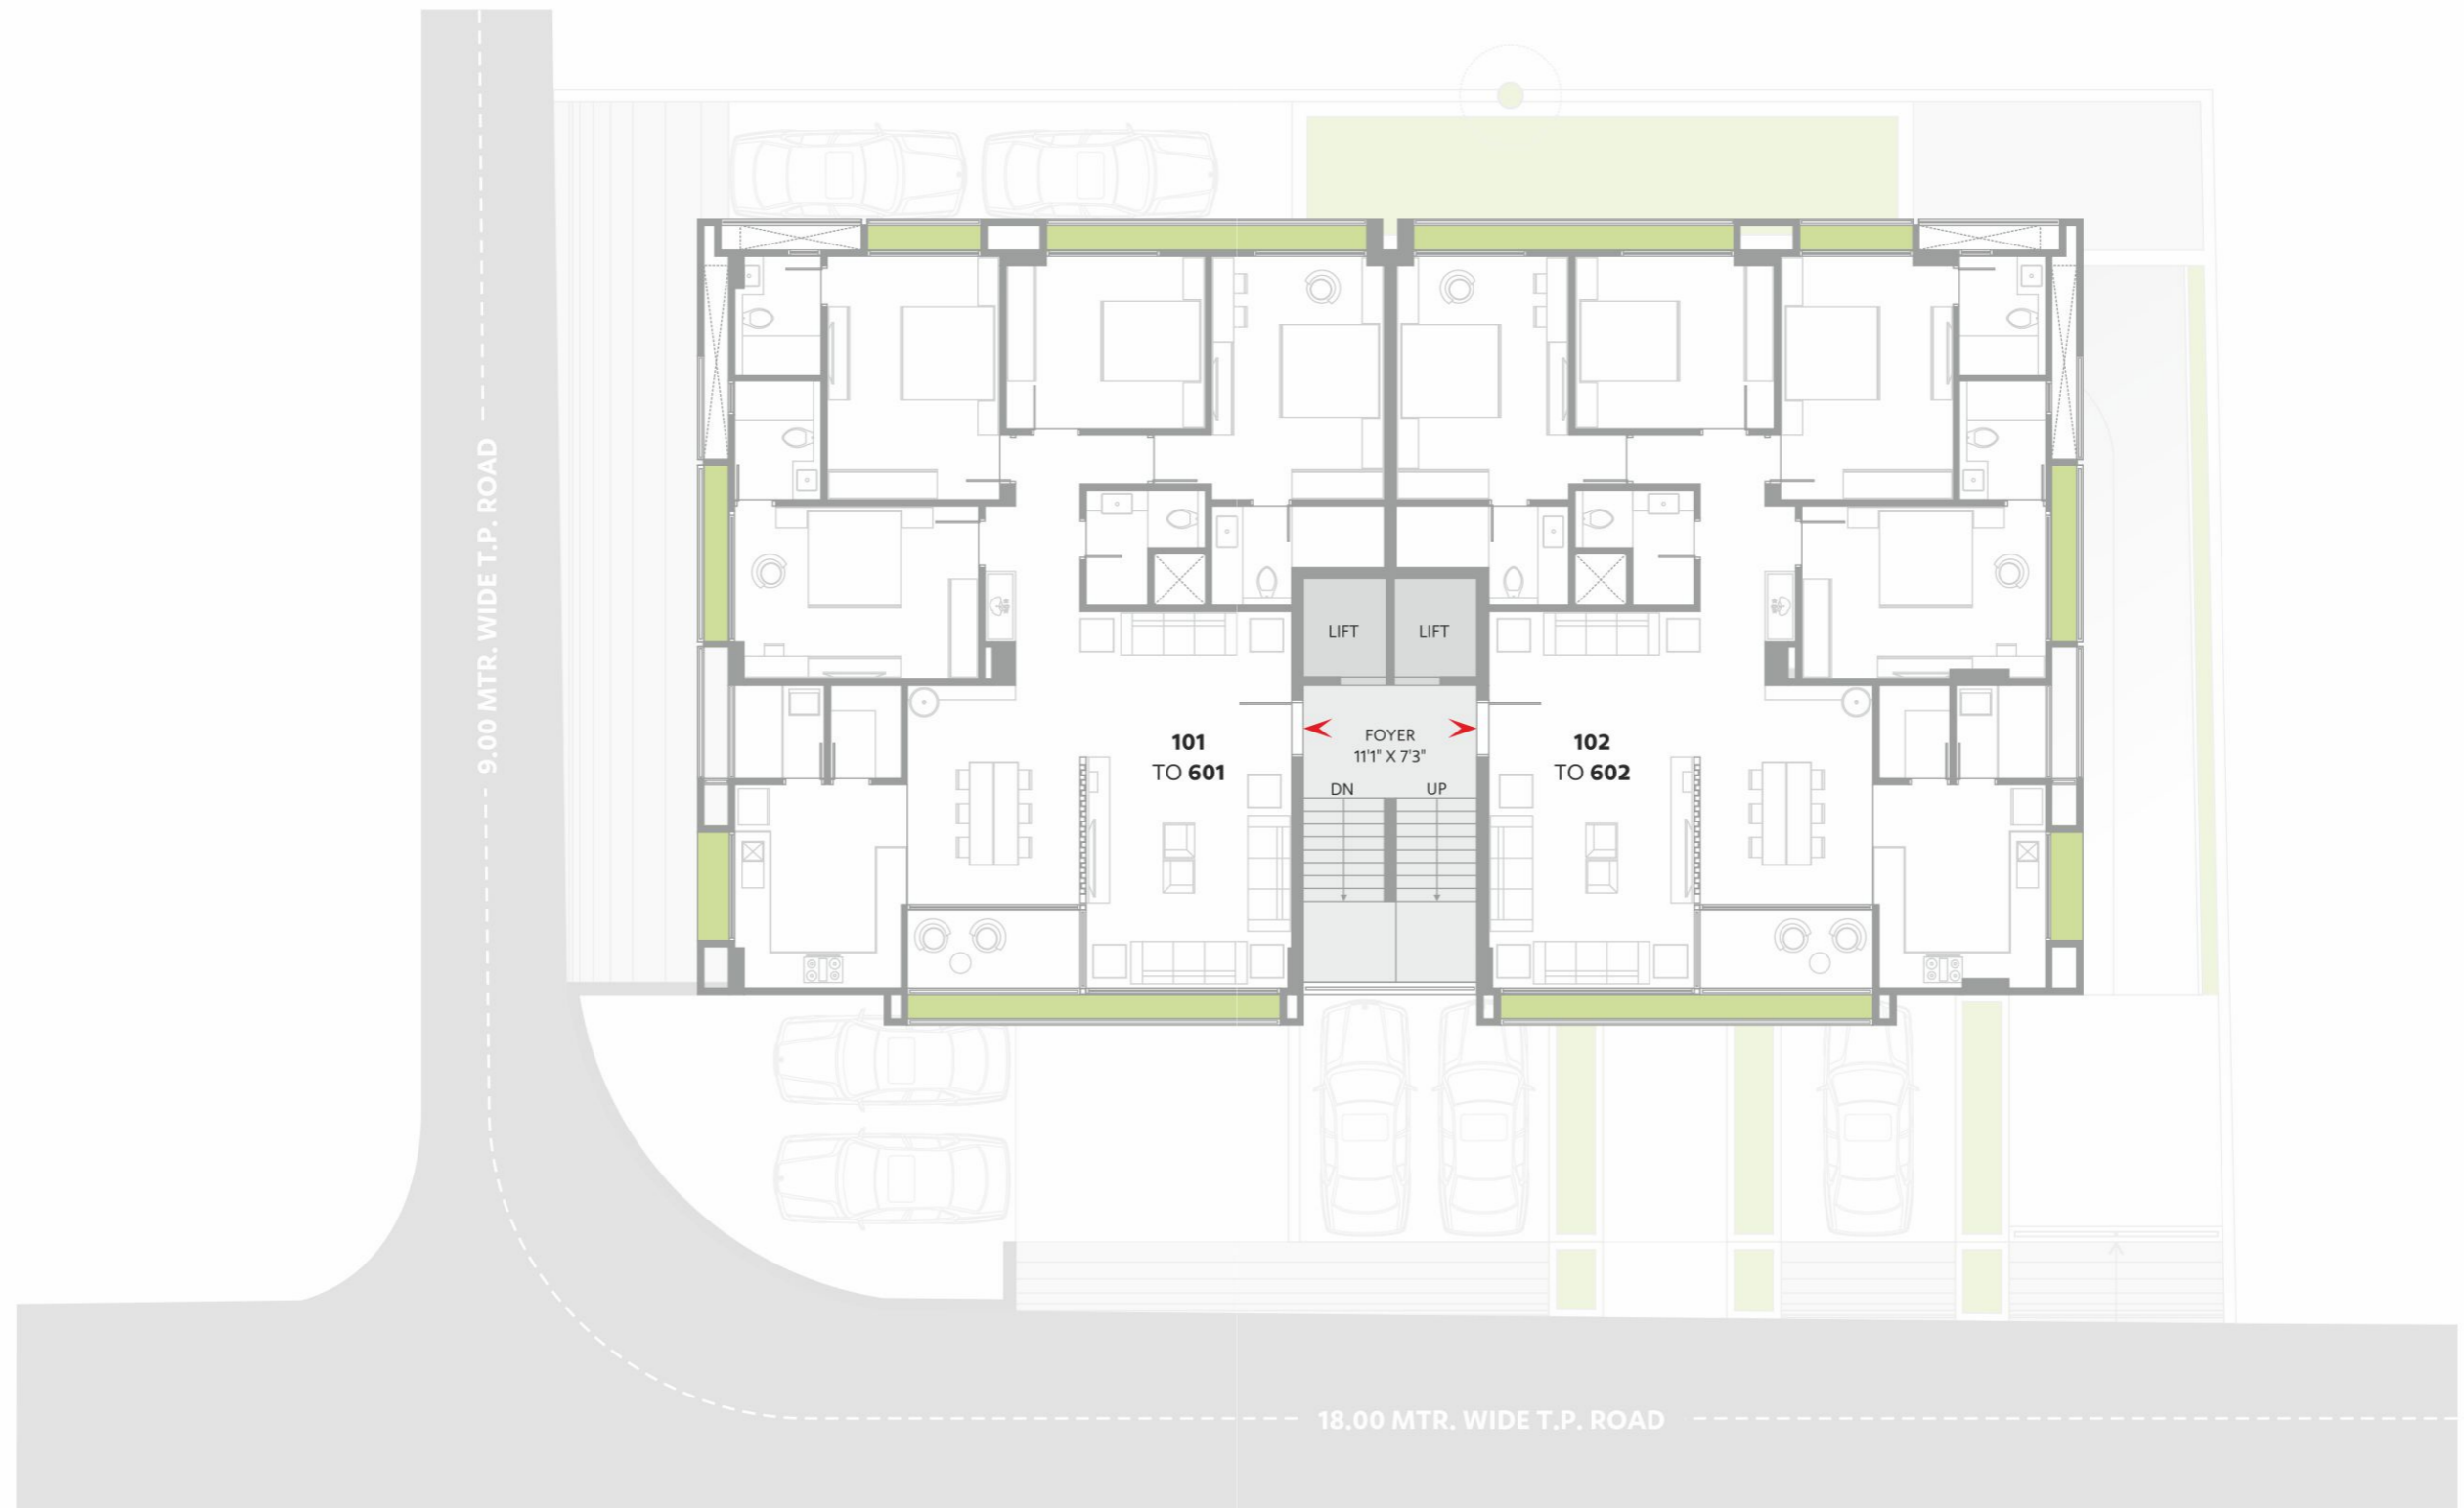 9.00 MTR. WIDE T.P. ROAD
LIFT
LIFT
101
TO 601
FOYER
11'1" X 7'3"
102
TO 602
DN
UP
18.00 MTR. WIDE T.P. ROAD